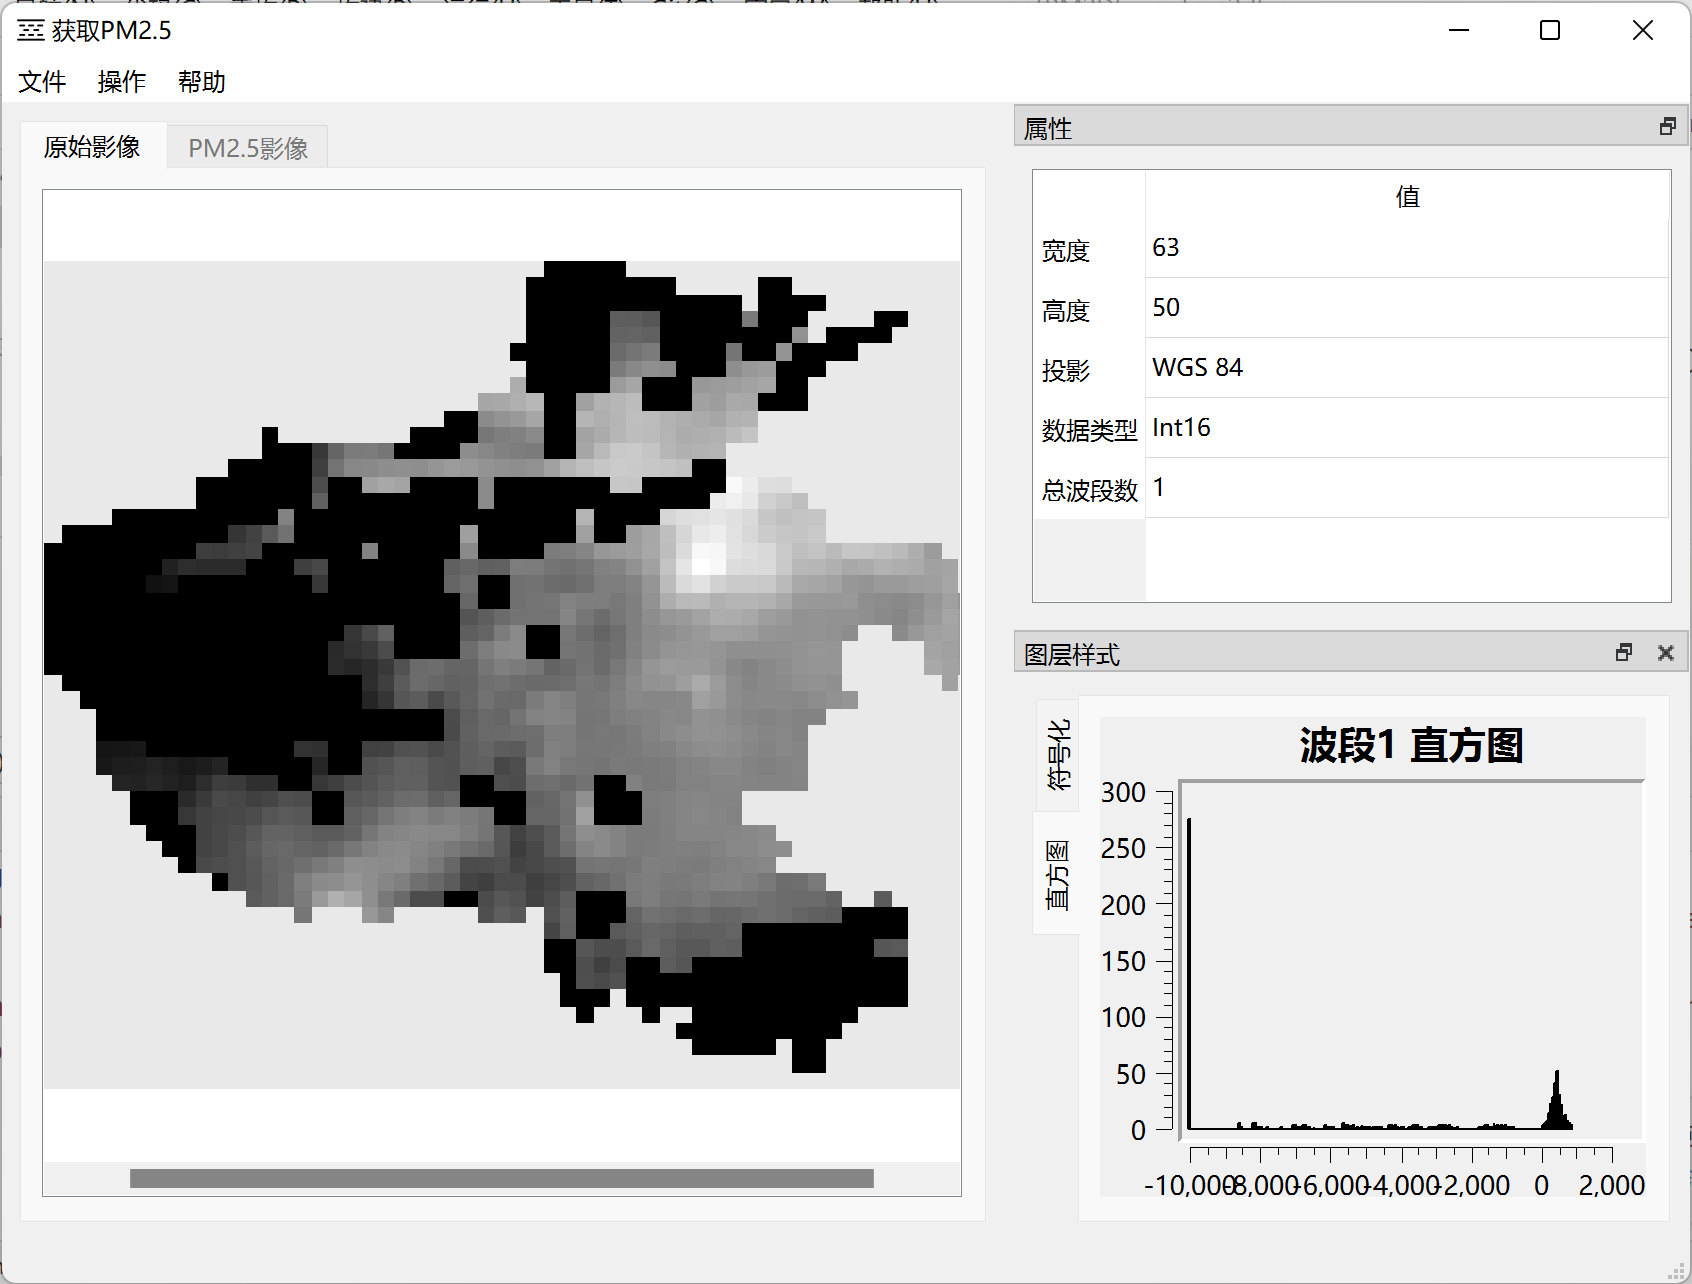 获取PM2.5
文件 操作 帮助
原始影像 PM2.5影像
属性
值
宽度 63
高度 50
投影 WGS 84
数据类型 Int16
总波段数 1
图层样式
符号化
直方图
波段1 直方图
300
250
200
150
100
50
0
-10,000 -8,000 -6,000 -4,000 -2,000 0 2,000